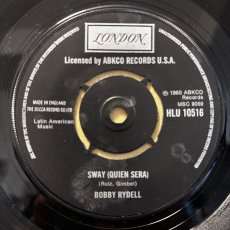 LONDON
Licensed by ABKCO RECORDS U.S.A.
MADE IN ENGLAND
THE DECCA RECORD CO LTD
Latin American
Music
℗ 1960 ABKCO
Records
MSC 9059
HLU 10516
SWAY (QUIEN SERA)
(Ruiz, Gimbel)
BOBBY RYDELL